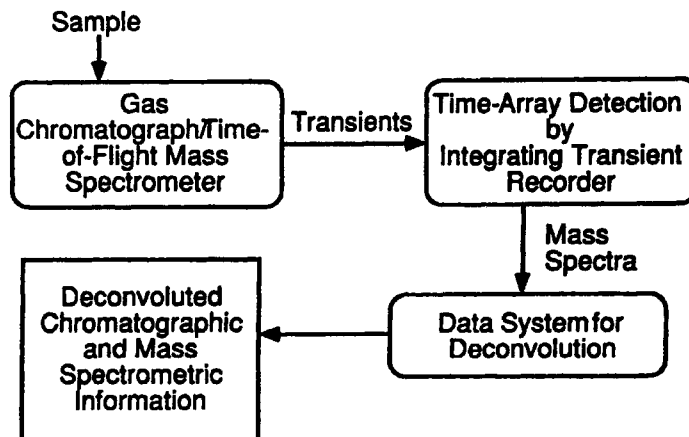 Sample
Gas
Chromatograph/Time-
of-Flight Mass
Spectrometer
Transients
Time-Array Detection
by
Integrating Transient
Recorder
Mass
Spectra
Data System for
Deconvolution
Deconvoluted
Chromatographic
and Mass
Spectrometric
Information